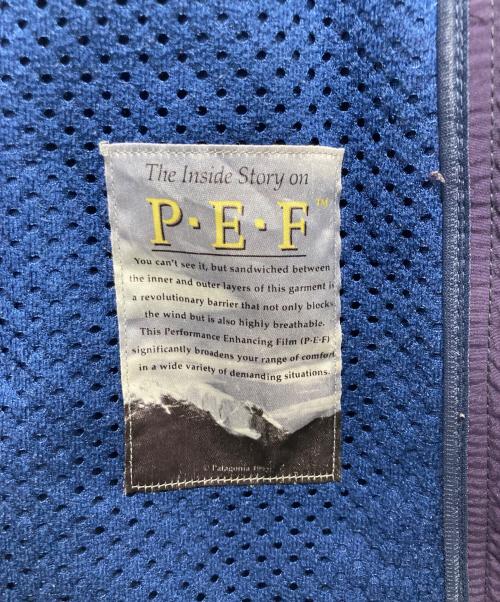 The Inside Story on
P·E·F™
You can't see it, but sandwiched between
the inner and outer layers of this garment is
a revolutionary barrier that not only blocks
the wind but is also highly breathable.
This Performance Enhancing Film (P·E·F)
significantly broadens your range of comfort
in a wide variety of demanding situations.
© Patagonia